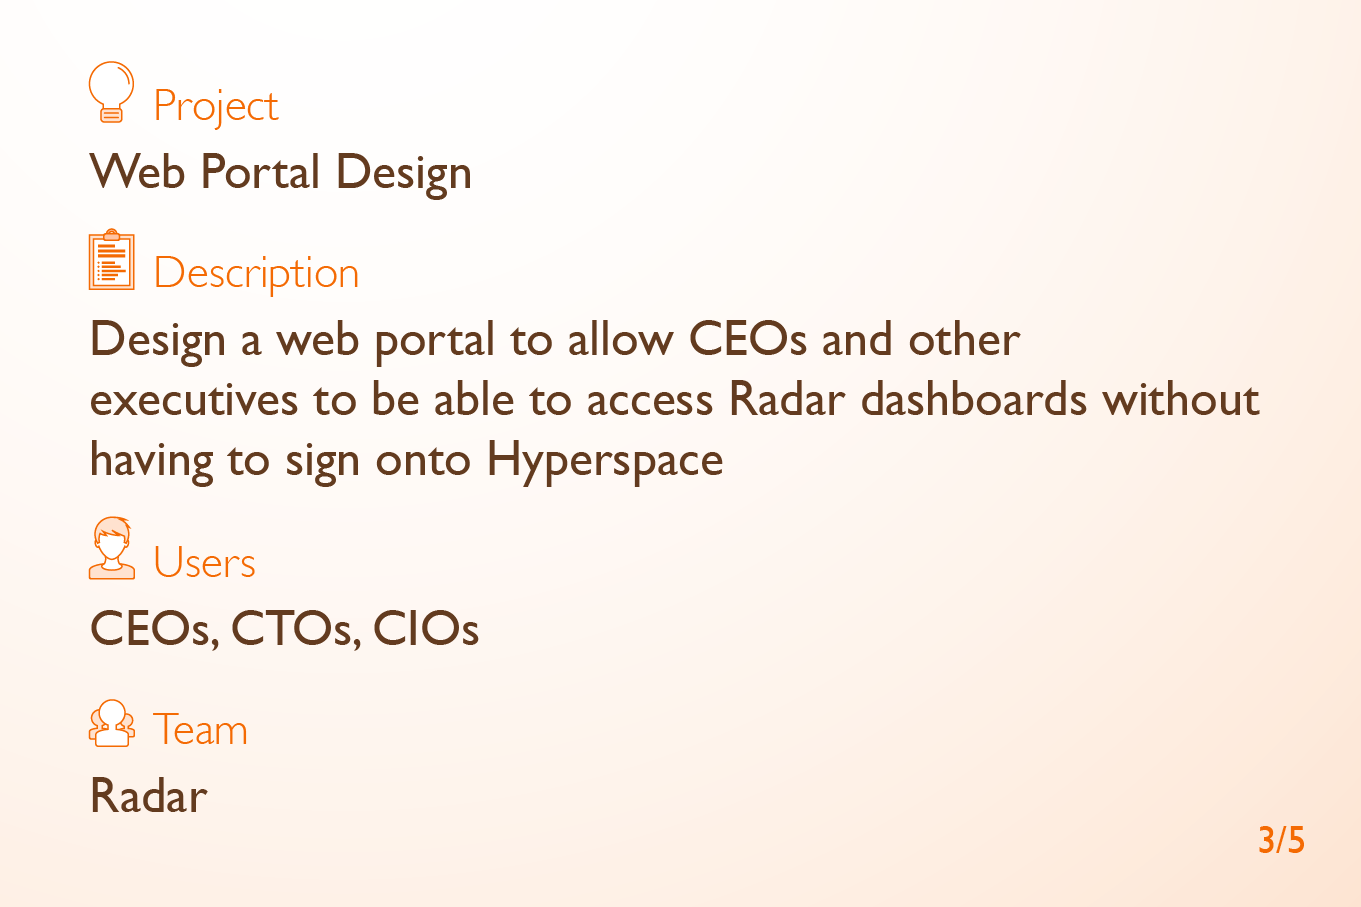 Project
Web Portal Design
Description
Design a web portal to allow CEOs and other
executives to be able to access Radar dashboards without
having to sign onto Hyperspace
Users
CEOs, CTOs, CIOs
Team
Radar
3/5